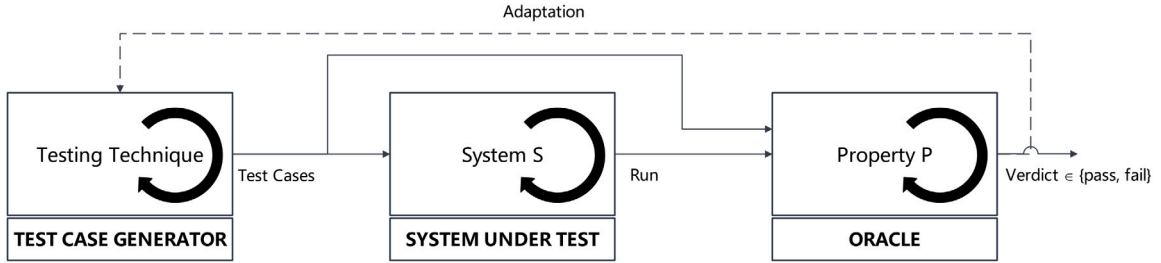 Adaptation
Testing Technique
System S
Property P
Test Cases
Run
Verdict ∈ {pass, fail}
TEST CASE GENERATOR
SYSTEM UNDER TEST
ORACLE